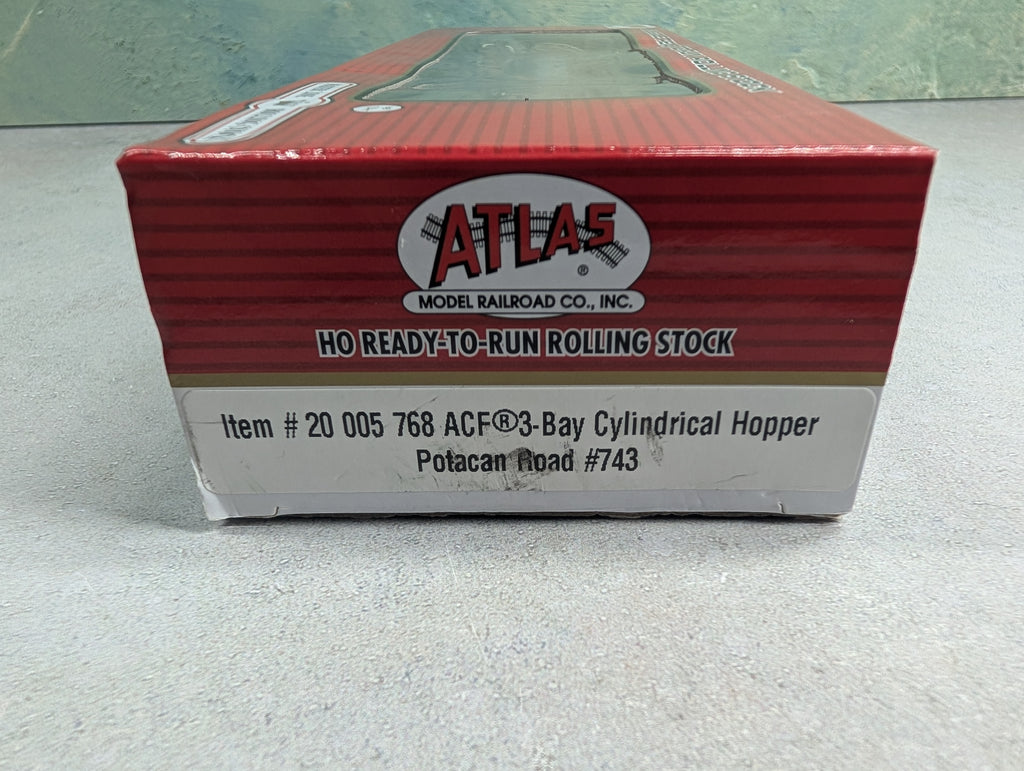 ATLAS®
MODEL RAILROAD CO., INC.
HO READY-TO-RUN ROLLING STOCK
Item # 20 005 768 ACF®3-Bay Cylindrical Hopper
Potacan Road #743